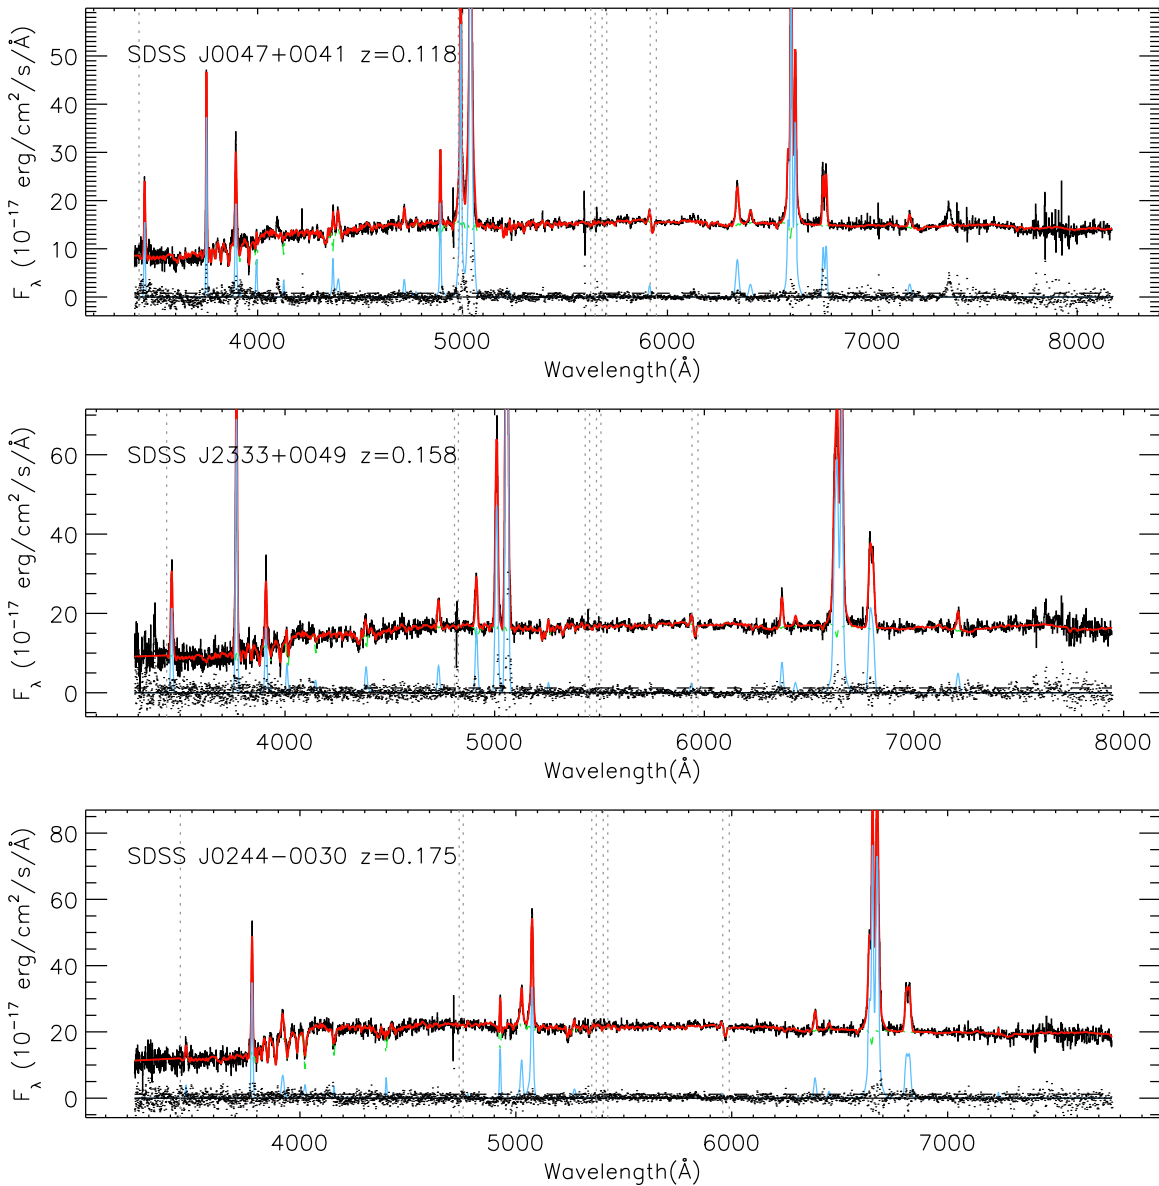 SDSS J0047+0041 z=0.118
F_λ (10^−17 erg/cm^2/s/Å)
50
40
30
20
10
0
4000 5000 6000 7000 8000
Wavelength(Å)
SDSS J2333+0049 z=0.158
F_λ (10^−17 erg/cm^2/s/Å)
60
40
20
0
4000 5000 6000 7000 8000
Wavelength(Å)
SDSS J0244−0030 z=0.175
F_λ (10^−17 erg/cm^2/s/Å)
80
60
40
20
0
4000 5000 6000 7000
Wavelength(Å)